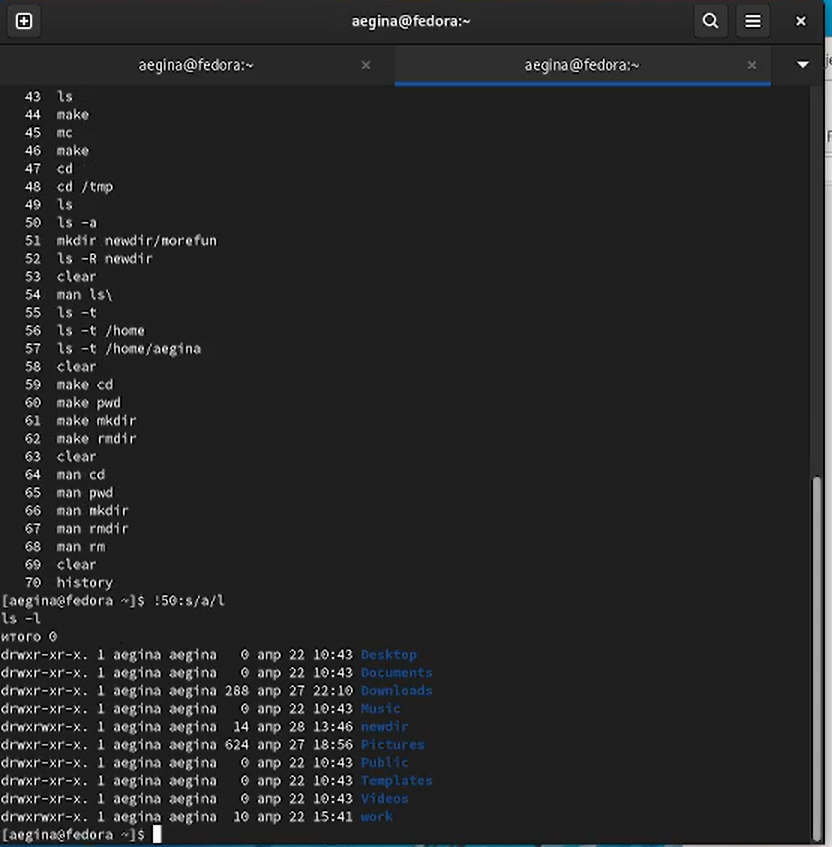 aegina@fedora:~
aegina@fedora:~ × aegina@fedora:~ ×
43 ls
44 make
45 mc
46 make
47 cd
48 cd /tmp
49 ls
50 ls -a
51 mkdir newdir/morefun
52 ls -R newdir
53 clear
54 man ls\
55 ls -t
56 ls -t /home
57 ls -t /home/aegina
58 clear
59 make cd
60 make pwd
61 make mkdir
62 make rmdir
63 clear
64 man cd
65 man pwd
66 man mkdir
67 man rmdir
68 man rm
69 clear
70 history
[aegina@fedora ~]$ !50:s/a/l
ls -l
итого 0
drwxr-xr-x. 1 aegina aegina 0 апр 22 10:43 Desktop
drwxr-xr-x. 1 aegina aegina 0 апр 22 10:43 Documents
drwxr-xr-x. 1 aegina aegina 288 апр 27 22:10 Downloads
drwxr-xr-x. 1 aegina aegina 0 апр 22 10:43 Music
drwxrwxr-x. 1 aegina aegina 14 апр 28 13:46 newdir
drwxr-xr-x. 1 aegina aegina 624 апр 27 18:56 Pictures
drwxr-xr-x. 1 aegina aegina 0 апр 22 10:43 Public
drwxr-xr-x. 1 aegina aegina 0 апр 22 10:43 Templates
drwxr-xr-x. 1 aegina aegina 0 апр 22 10:43 Videos
drwxrwxr-x. 1 aegina aegina 10 апр 22 15:41 work
[aegina@fedora ~]$